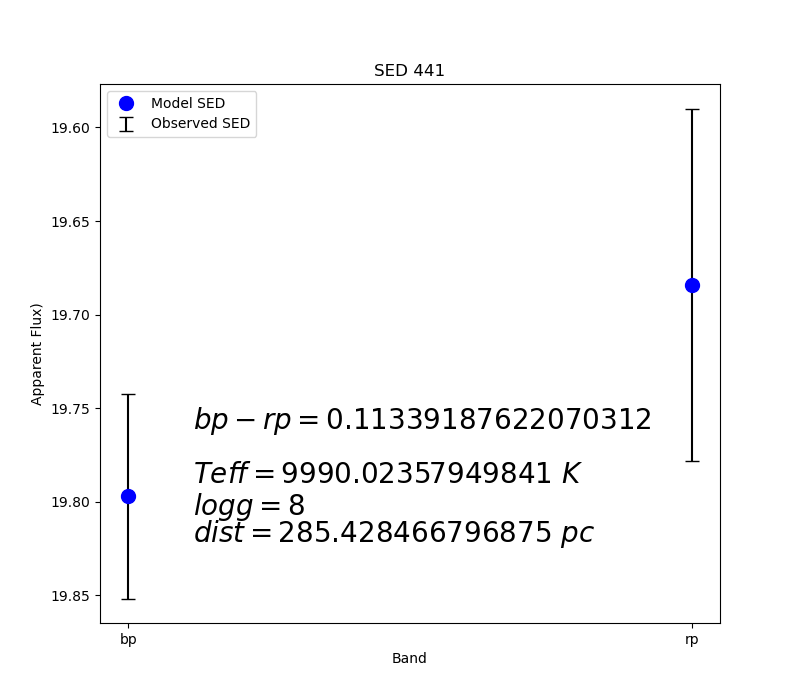 SED 441
Model SED
Observed SED
19.60
19.65
19.70
19.75
19.80
19.85
Apparent Flux)
bp − rp = 0.11339187622070312
Teff = 9990.02357949841 K
logg = 8
dist = 285.428466796875 pc
bp
rp
Band